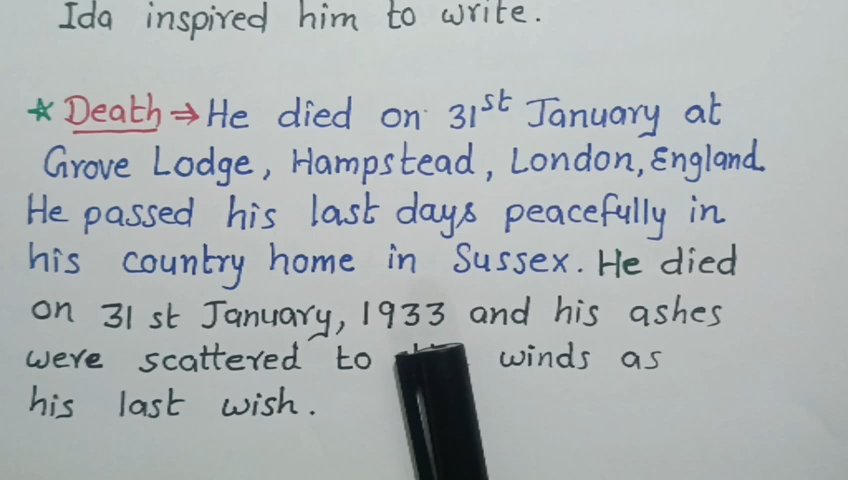 Ida inspired him to write.
* Death ⇒ He died on 31st January at
Grove Lodge, Hampstead, London, England.
He passed his last days peacefully in
his country home in Sussex. He died
on 31 st January, 1933 and his ashes
were scattered to winds as
his last wish.